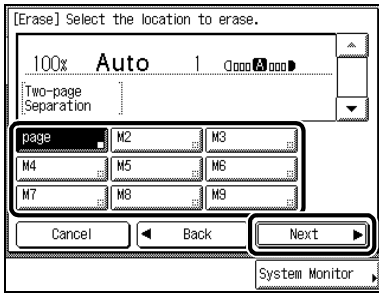 [Erase] Select the location to erase.
100% Auto 1 A
Two-page
Separation
page M2 M3
M4 M5 M6
M7 M8 M9
Cancel Back Next
System Monitor